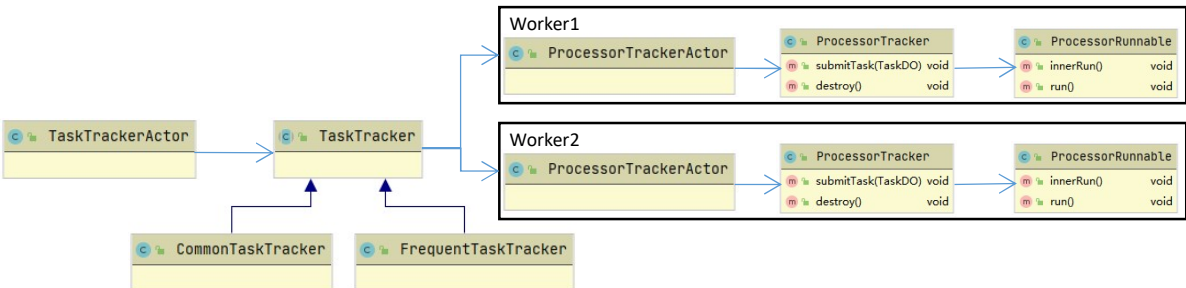 Worker1
C ProcessorTrackerActor
C ProcessorTracker
m submitTask(TaskDO) void
m destroy() void
C ProcessorRunnable
m innerRun() void
m run() void
C TaskTrackerActor
C TaskTracker
Worker2
C ProcessorTrackerActor
C ProcessorTracker
m submitTask(TaskDO) void
m destroy() void
C ProcessorRunnable
m innerRun() void
m run() void
C CommonTaskTracker
C FrequentTaskTracker